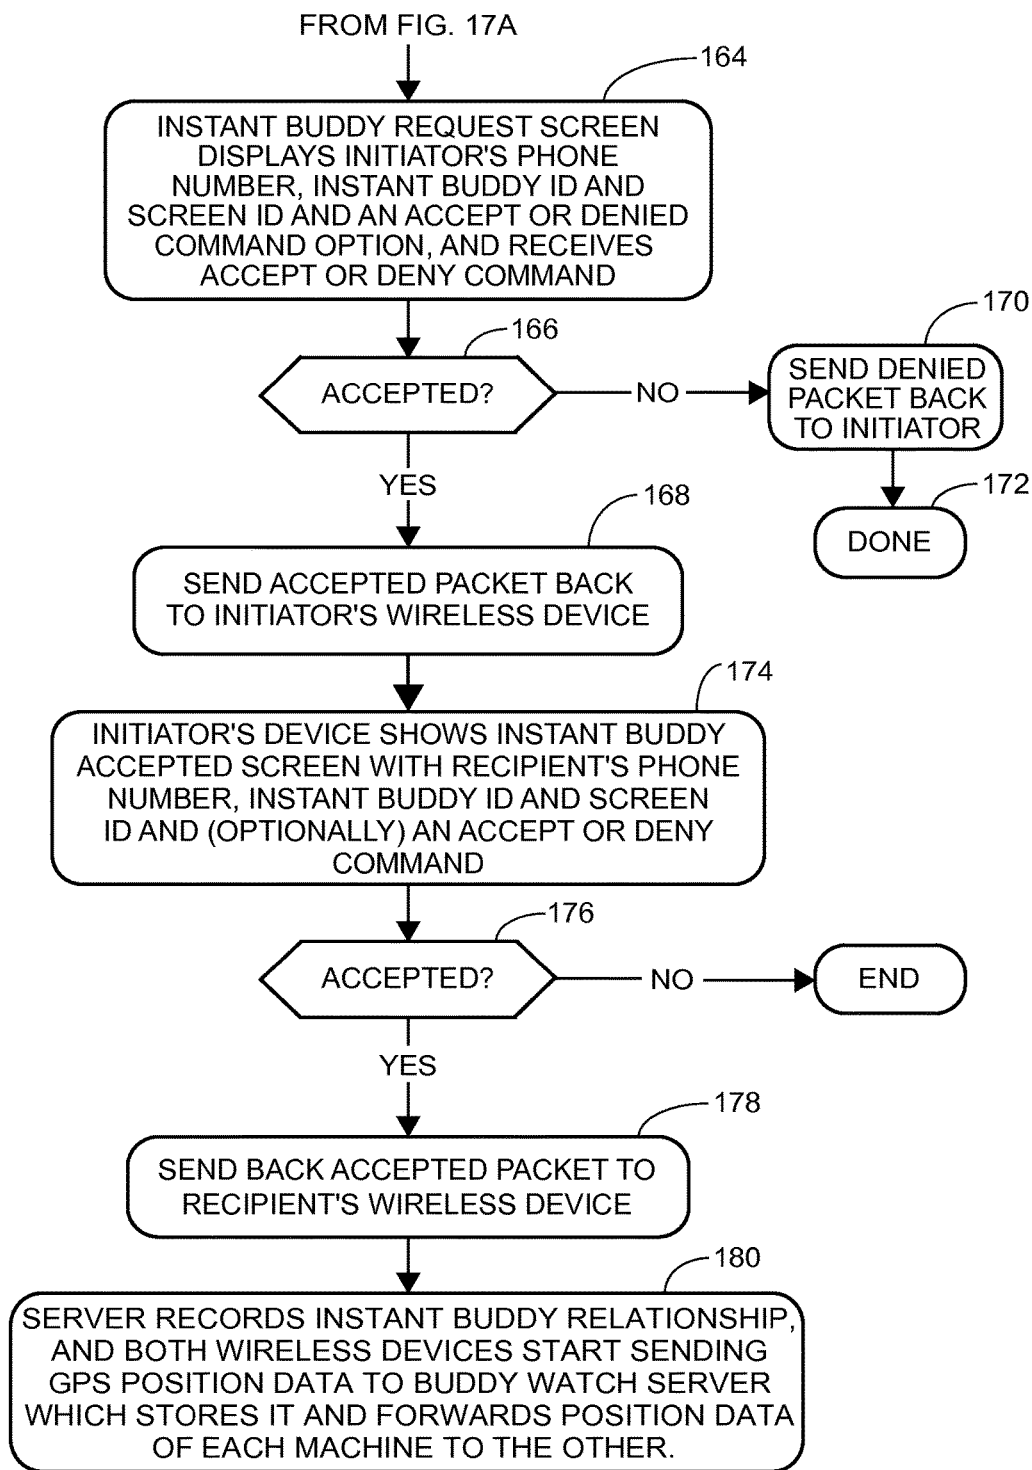 FROM FIG. 17A
164
INSTANT BUDDY REQUEST SCREEN
DISPLAYS INITIATOR'S PHONE
NUMBER, INSTANT BUDDY ID AND
SCREEN ID AND AN ACCEPT OR DENIED
COMMAND OPTION, AND RECEIVES
ACCEPT OR DENY COMMAND
166
ACCEPTED?
NO
170
SEND DENIED
PACKET BACK
TO INITIATOR
172
DONE
YES
168
SEND ACCEPTED PACKET BACK
TO INITIATOR'S WIRELESS DEVICE
174
INITIATOR'S DEVICE SHOWS INSTANT BUDDY
ACCEPTED SCREEN WITH RECIPIENT'S PHONE
NUMBER, INSTANT BUDDY ID AND SCREEN
ID AND (OPTIONALLY) AN ACCEPT OR DENY
COMMAND
176
ACCEPTED?
NO
END
YES
178
SEND BACK ACCEPTED PACKET TO
RECIPIENT'S WIRELESS DEVICE
180
SERVER RECORDS INSTANT BUDDY RELATIONSHIP,
AND BOTH WIRELESS DEVICES START SENDING
GPS POSITION DATA TO BUDDY WATCH SERVER
WHICH STORES IT AND FORWARDS POSITION DATA
OF EACH MACHINE TO THE OTHER.